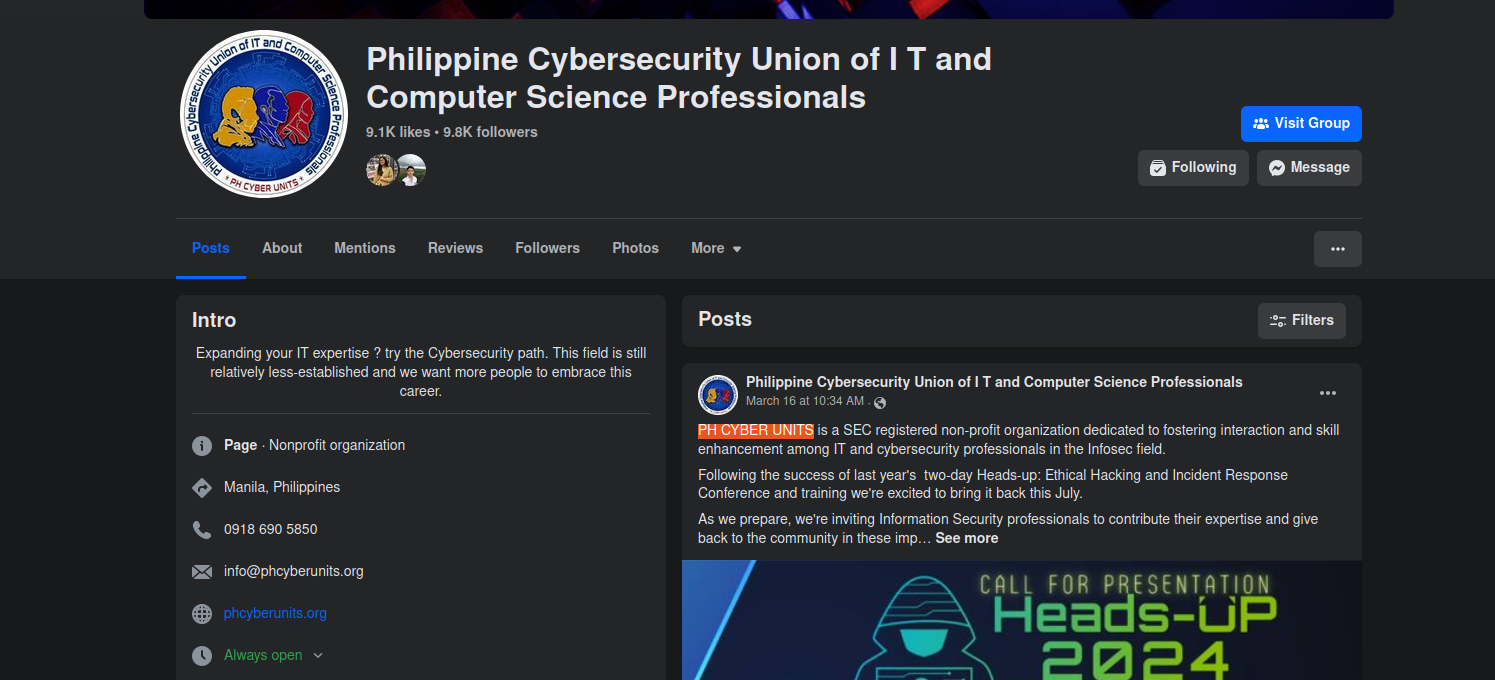 Philippine Cybersecurity Union of IT and Computer Science Professionals
* PH CYBER UNITS *
Philippine Cybersecurity Union of I T and
Computer Science Professionals
9.1K likes • 9.8K followers
Visit Group
Following
Message
Posts
About
Mentions
Reviews
Followers
Photos
More
Intro
Expanding your IT expertise ? try the Cybersecurity path. This field is still
relatively less-established and we want more people to embrace this
career.
Page · Nonprofit organization
Manila, Philippines
0918 690 5850
info@phcyberunits.org
phcyberunits.org
Always open
Posts
Filters
Philippine Cybersecurity Union of I T and Computer Science Professionals
March 16 at 10:34 AM ·
PH CYBER UNITS is a SEC registered non-profit organization dedicated to fostering interaction and skill
enhancement among IT and cybersecurity professionals in the Infosec field.
Following the success of last year's  two-day Heads-up: Ethical Hacking and Incident Response
Conference and training we're excited to bring it back this July.
As we prepare, we're inviting Information Security professionals to contribute their expertise and give
back to the community in these imp… See more
CALL FOR PRESENTATION
Heads-UP
2024